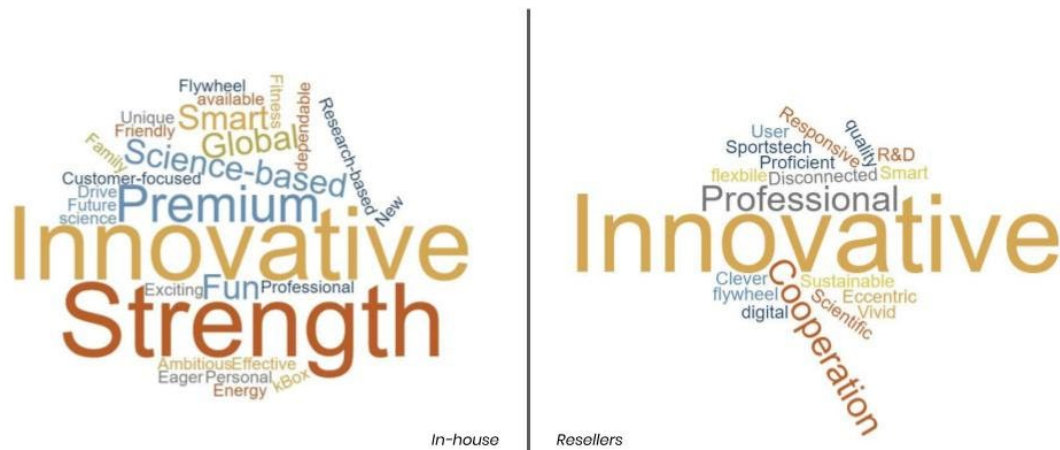 Flywheel
available
Fitness
dependable
Research-based
Unique
Smart
Friendly
Global
Family
Science-based
Customer-focused
Drive
Premium
Future
science
New
Innovative
Exciting
Fun
Professional
Strength
Ambitious
Effective
Eager
Personal
kBox
Energy
In-house
Responsive
quality
User
Sportstech
R&D
Proficient
flexbile
Disconnected
Smart
Professional
Innovative
Clever
Cooperation
Sustainable
flywheel
Scientific
Eccentric
digital
Vivid
Resellers